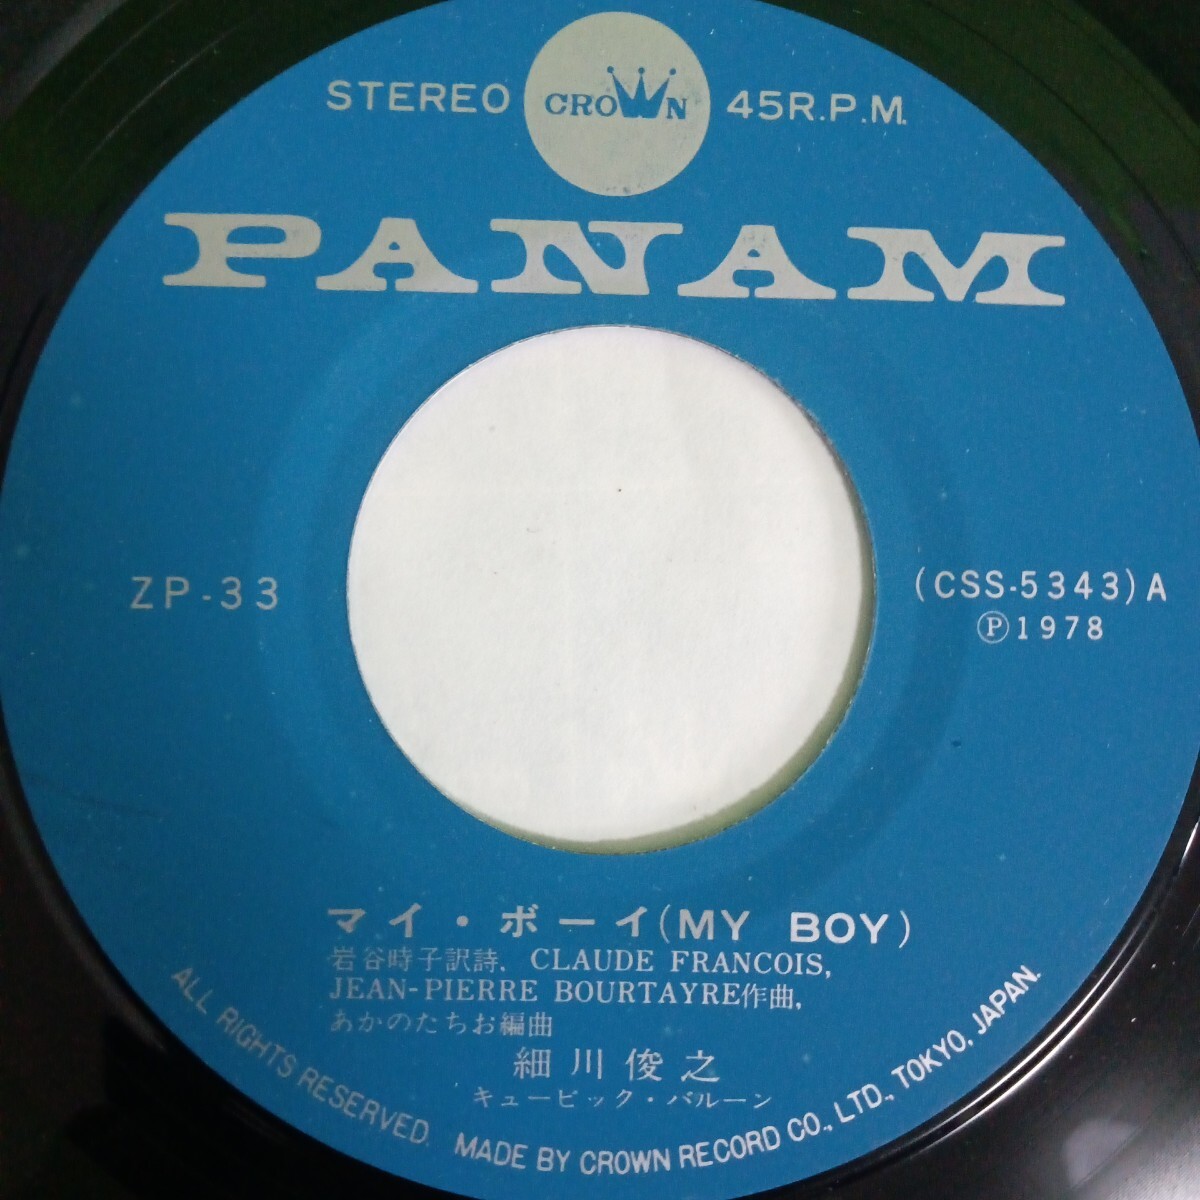 STEREO CROWN 45R.P.M.
PANAM
ZP-33
(CSS-5343)A
Ⓟ1978
マイ・ボーイ(MY BOY)
岩谷時子訳詩、CLAUDE FRANCOIS,
JEAN-PIERRE BOURTAYRE作曲,
あかのたちお編曲
細川俊之
キュービック・バルーン
ALL RIGHTS RESERVED. MADE BY CROWN RECORD CO., LTD., TOKYO, JAPAN.